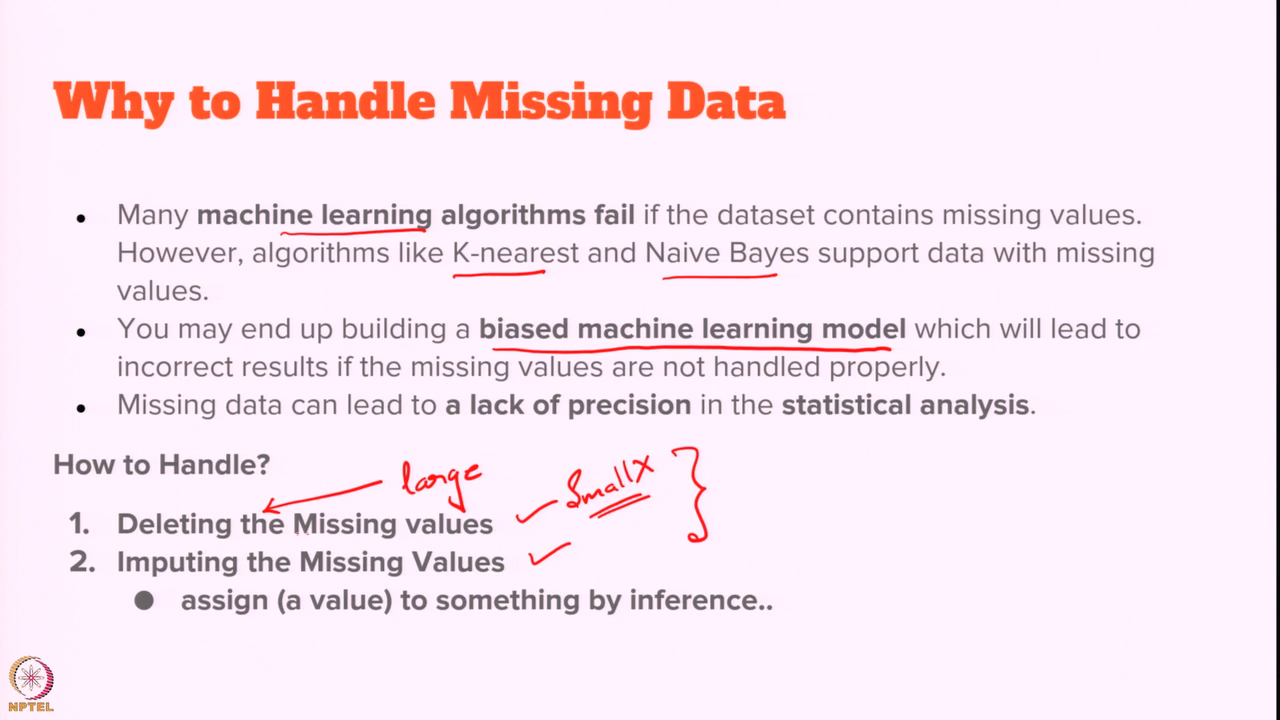 Why to Handle Missing Data
• Many machine learning algorithms fail if the dataset contains missing values.
However, algorithms like K-nearest and Naive Bayes support data with missing
values.
• You may end up building a biased machine learning model which will lead to
incorrect results if the missing values are not handled properly.
• Missing data can lead to a lack of precision in the statistical analysis.
How to Handle?
large
Small X
1. Deleting the Missing values
2. Imputing the Missing Values
● assign (a value) to something by inference..
NPTEL